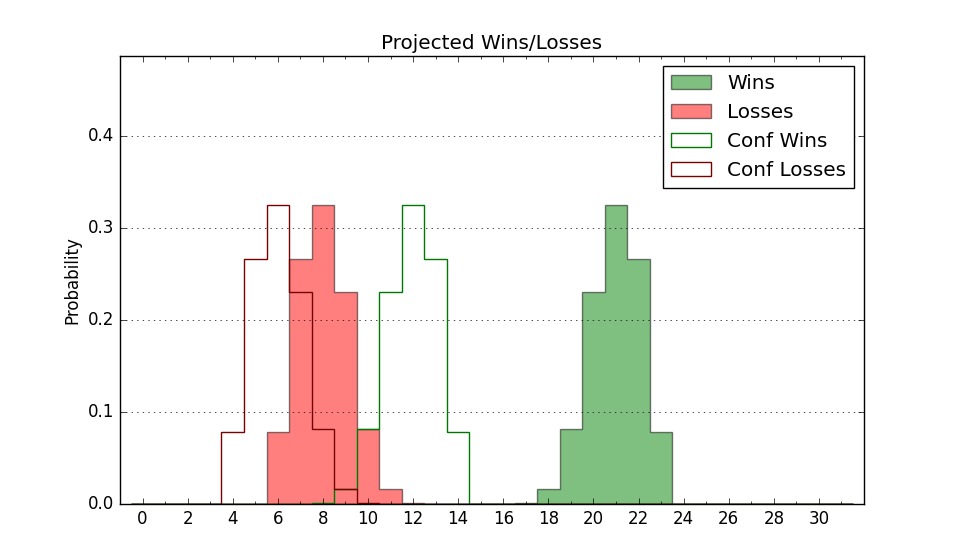 Projected Wins/Losses
Wins
Losses
Conf Wins
Conf Losses
Probability
0.4
0.3
0.2
0.1
0.0
0 2 4 6 8 10 12 14 16 18 20 22 24 26 28 30